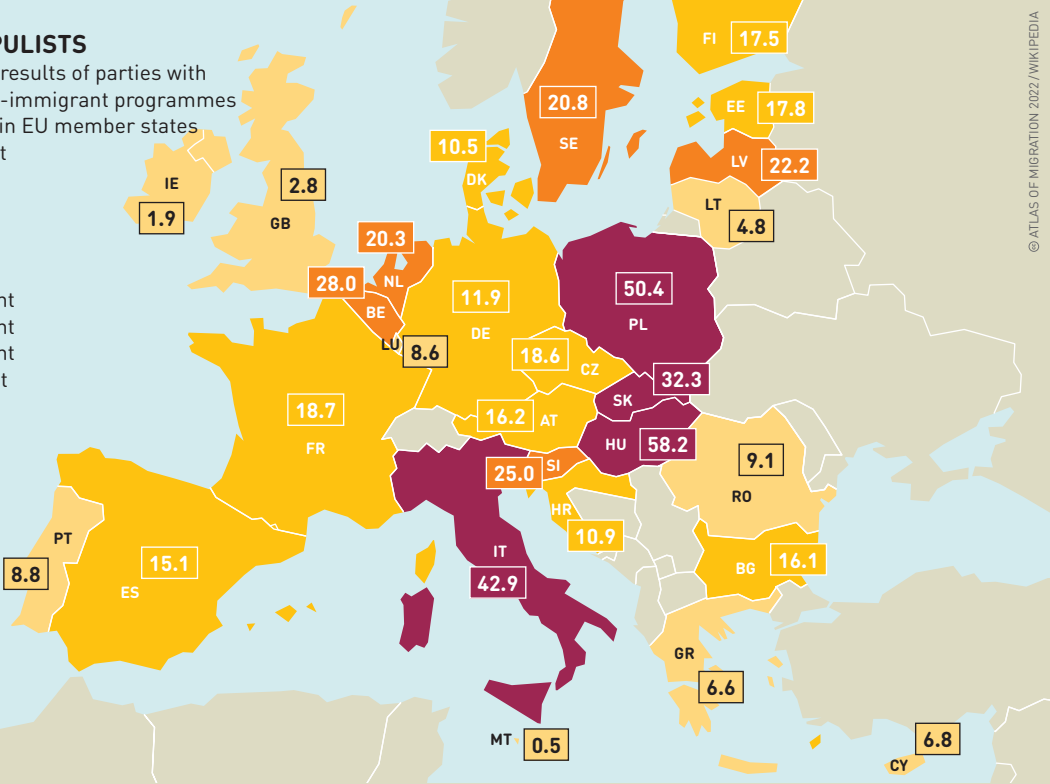 PULISTS
results of parties with
-immigrant programmes
in EU member states
t
nt
nt
nt
t
© ATLAS OF MIGRATION 2022 / WIKIPEDIA
FI 17.5
20.8
SE
EE 17.8
LV 22.2
LT
4.8
10.5
DK
IE
1.9
2.8
GB
20.3
NL
28.0
BE
LU 8.6
11.9
DE
50.4
PL
18.6
CZ
32.3
SK
16.2 AT
HU 58.2
18.7
FR
25.0 SI
HR
10.9
9.1
RO
BG 16.1
PT
8.8
15.1
ES
IT
42.9
GR
6.6
MT 0.5
6.8
CY